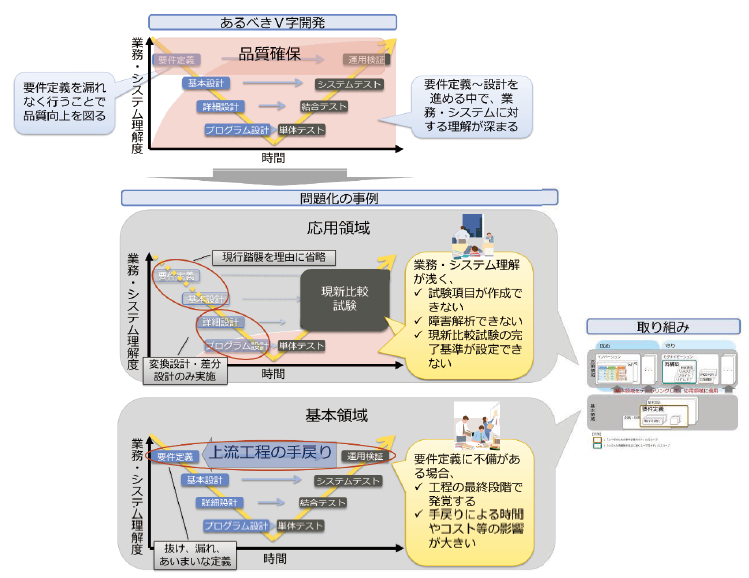 あるべきV字開発
業務・システム理解度
品質確保
要件定義
運用検証
基本設計
システムテスト
詳細設計
結合テスト
プログラム設計
単体テスト
時間
要件定義を漏れ
なく行うことで
品質向上を図る
要件定義～設計を
進める中で、業
務・システムに対
する理解が深まる
問題化の事例
応用領域
業務・システム理解度
現行踏襲を理由に省略
要件定義
基本設計
詳細設計
プログラム設計
単体テスト
現新比較
試験
変換設計・差分
設計のみ実施
時間
業務・システム理解
が浅く、
✓ 試験項目が作成で
きない
✓ 障害解析できない
✓ 現新比較試験の完
了基準が設定でき
ない
基本領域
業務・システム理解度
要件定義
上流工程の手戻り
運用検証
基本設計
システムテスト
詳細設計
結合テスト
プログラム設計
単体テスト
抜け、漏れ、
あいまいな定義
時間
要件定義に不備があ
る場合、
✓ 工程の最終段階で
発覚する
✓ 手戻りによる時間
やコスト等の影響
が大きい
取り組み
要件定義